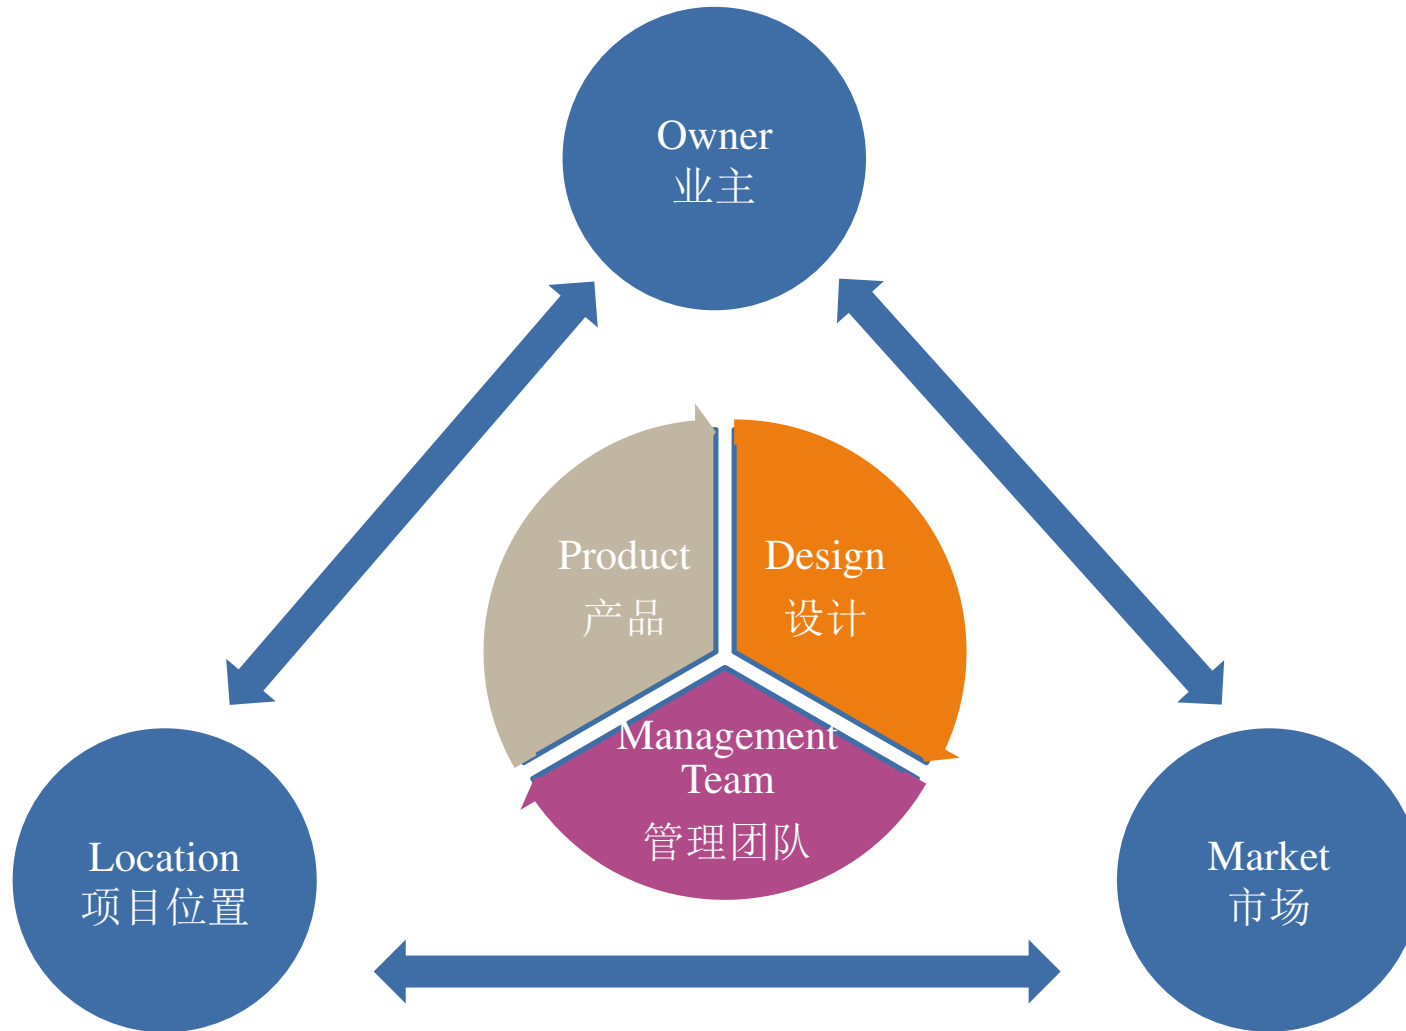 Owner
业主
Product
产品
Design
设计
Management
Team
管理团队
Location
项目位置
Market
市场